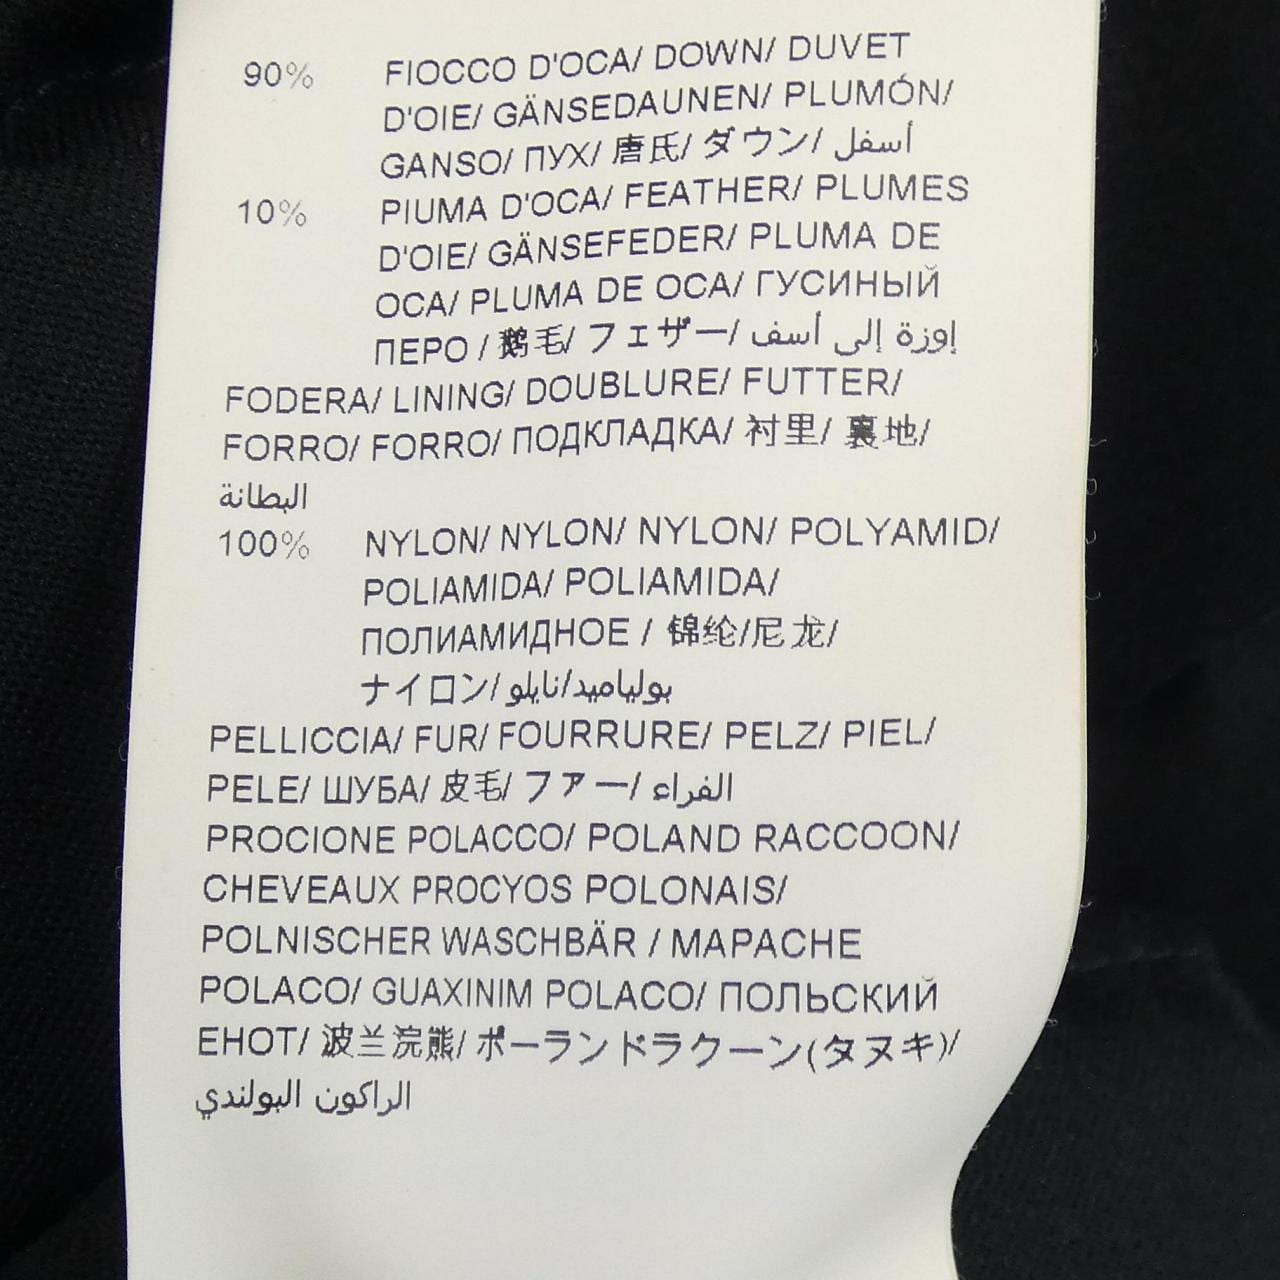 90% FIOCCO D'OCA/ DOWN/ DUVET
D'OIE/ GÄNSEDAUNEN/ PLUMÓN/
GANSO/ ПУХ/ 唐氏/ ダウン/ أسفل
10% PIUMA D'OCA/ FEATHER/ PLUMES
D'OIE/ GÄNSEFEDER/ PLUMA DE
OCA/ PLUMA DE OCA/ ГУСИНЫЙ
ПЕРО / 鹅毛/ フェザー/ إوزة إلى أسف
FODERA/ LINING/ DOUBLURE/ FUTTER/
FORRO/ FORRO/ ПОДКЛАДКА/ 衬里/ 裏地/
البطانة
100% NYLON/ NYLON/ NYLON/ POLYAMID/
POLIAMIDA/ POLIAMIDA/
ПОЛИАМИДНОЕ / 锦纶/尼龙/
ナイロン/ بولياميد/نايلو
PELLICCIA/ FUR/ FOURRURE/ PELZ/ PIEL/
PELE/ ШУБА/ 皮毛/ ファー/ الفراء
PROCIONE POLACCO/ POLAND RACCOON/
CHEVEAUX PROCYOS POLONAIS/
POLNISCHER WASCHBÄR / MAPACHE
POLACO/ GUAXINIM POLACO/ ПОЛЬСКИЙ
ЕНОТ/ 波兰浣熊/ ポーランドラクーン(タヌキ)/
الراكون البولندي